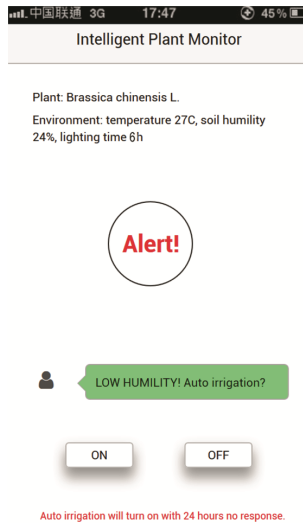 中国联通 3G 17:47 45%
Intelligent Plant Monitor
Plant: Brassica chinensis L.
Environment: temperature 27C, soil humility
24%, lighting time 6h
Alert!
LOW HUMILITY! Auto irrigation?
ON OFF
Auto irrigation will turn on with 24 hours no response.